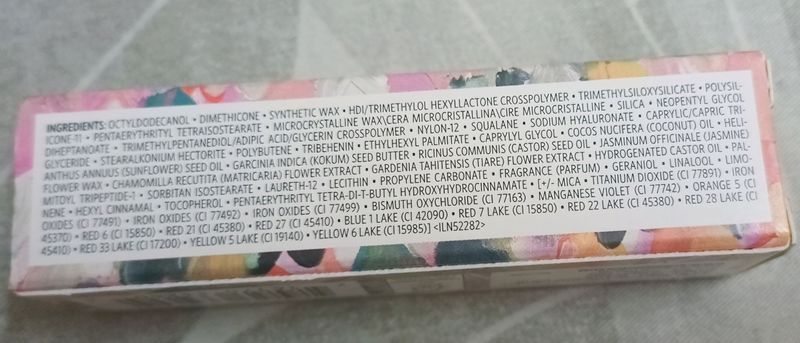 INGREDIENTS: OCTYLDODECANOL • DIMETHICONE • SYNTHETIC WAX • HDI/TRIMETHYLOL HEXYLLACTONE CROSSPOLYMER • TRIMETHYLSILOXYSILICATE • POLYSIL-
ICONE-11 • PENTAERYTHRITYL TETRAISOSTEARATE • MICROCRYSTALLINE WAX\CERA MICROCRISTALLINA\CIRE MICROCRISTALLINE • SILICA • NEOPENTYL GLYCOL
DIHEPTANOATE • TRIMETHYLPENTANEDIOL/ADIPIC ACID/GLYCERIN CROSSPOLYMER • NYLON-12 • SQUALANE • SODIUM HYALURONATE • CAPRYLIC/CAPRIC TRI-
GLYCERIDE • STEARALKONIUM HECTORITE • POLYBUTENE • TRIBEHENIN • ETHYLHEXYL PALMITATE • CAPRYLYL GLYCOL • COCOS NUCIFERA (COCONUT) OIL • HELI-
ANTHUS ANNUUS (SUNFLOWER) SEED OIL • GARCINIA INDICA (KOKUM) SEED BUTTER • RICINUS COMMUNIS (CASTOR) SEED OIL • JASMINUM OFFICINALE (JASMINE)
FLOWER WAX • CHAMOMILLA RECUTITA (MATRICARIA) FLOWER EXTRACT • GARDENIA TAHITENSIS (TIARE) FLOWER EXTRACT • HYDROGENATED CASTOR OIL • PAL-
MITOYL TRIPEPTIDE-1 • SORBITAN ISOSTEARATE • LAURETH-12 • LECITHIN • PROPYLENE CARBONATE • FRAGRANCE (PARFUM) • GERANIOL • LINALOOL • LIMO-
NENE • HEXYL CINNAMAL • TOCOPHEROL • PENTAERYTHRITYL TETRA-DI-T-BUTYL HYDROXYHYDROCINNAMATE • [+/- MICA • TITANIUM DIOXIDE (CI 77891) • IRON
OXIDES (CI 77491) • IRON OXIDES (CI 77492) • IRON OXIDES (CI 77499) • BISMUTH OXYCHLORIDE (CI 77163) • MANGANESE VIOLET (CI 77742) • ORANGE 5 (CI
45370) • RED 6 (CI 15850) • RED 21 (CI 45380) • RED 27 (CI 45410) • BLUE 1 LAKE (CI 42090) • RED 7 LAKE (CI 15850) • RED 22 LAKE (CI 45380) • RED 28 LAKE (CI
45410) • RED 33 LAKE (CI 17200) • YELLOW 5 LAKE (CI 19140) • YELLOW 6 LAKE (CI 15985)] <ILN52282>